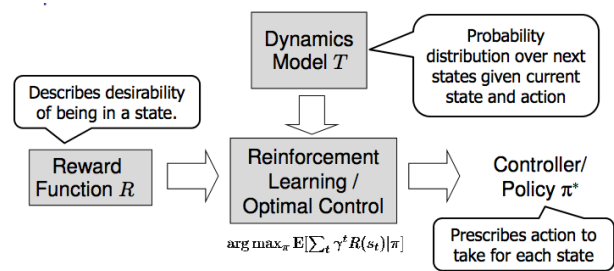 Dynamics
Model T
Probability
distribution over next
states given current
state and action
Describes desirability
of being in a state.
Reward
Function R
Reinforcement
Learning /
Optimal Control
Controller/
Policy π*
arg max_π E[∑_t γ^t R(s_t)|π]
Prescribes action to
take for each state